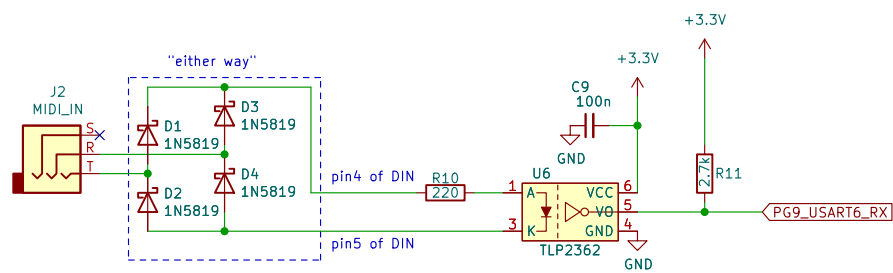 "either way"
J2
MIDI_IN
S
R
T
D1
1N5819
D2
1N5819
D3
1N5819
D4
1N5819
pin4 of DIN
pin5 of DIN
R10
220
U6
1
A
3
K
VCC
6
VO
5
GND
4
TLP2362
GND
C9
100n
GND
+3.3V
+3.3V
2.7k
R11
PG9_USART6_RX